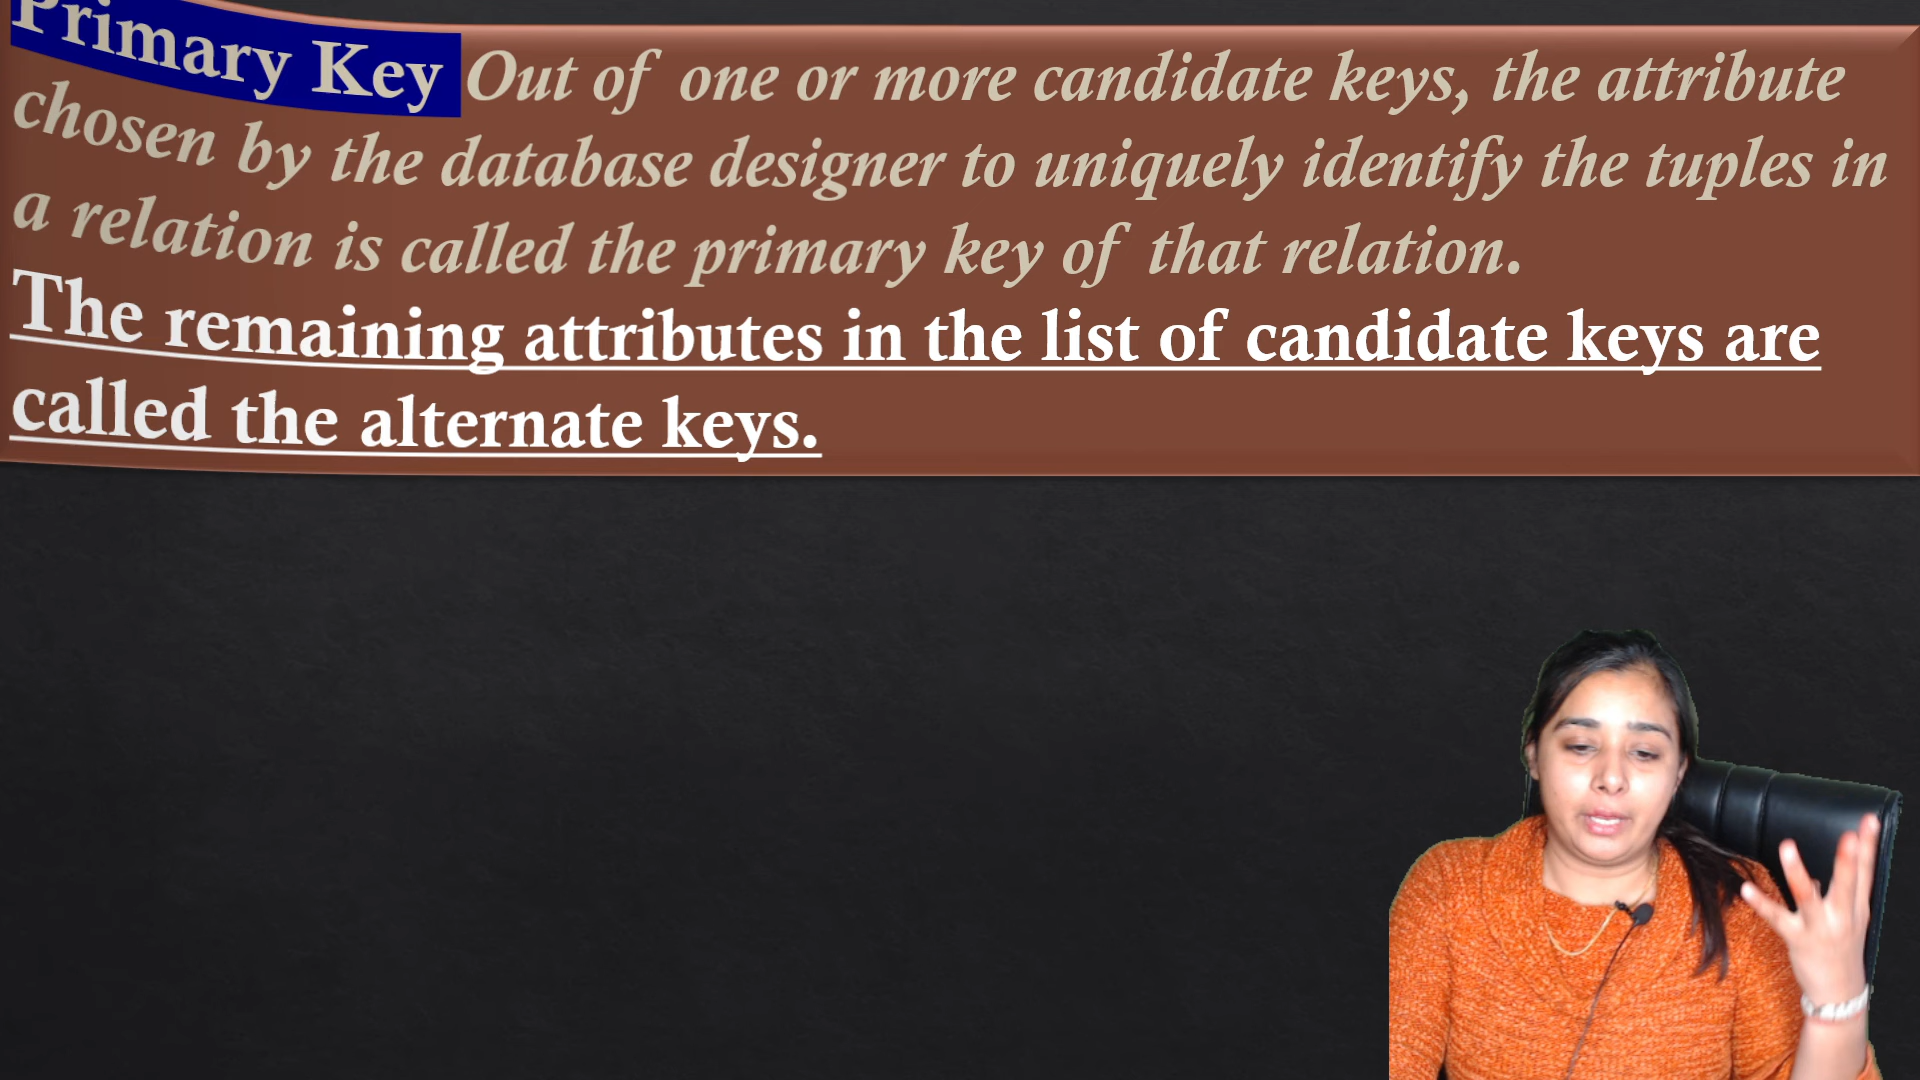 Primary Key Out of one or more candidate keys, the attribute
chosen by the database designer to uniquely identify the tuples in
a relation is called the primary key of that relation.
The remaining attributes in the list of candidate keys are
called the alternate keys.